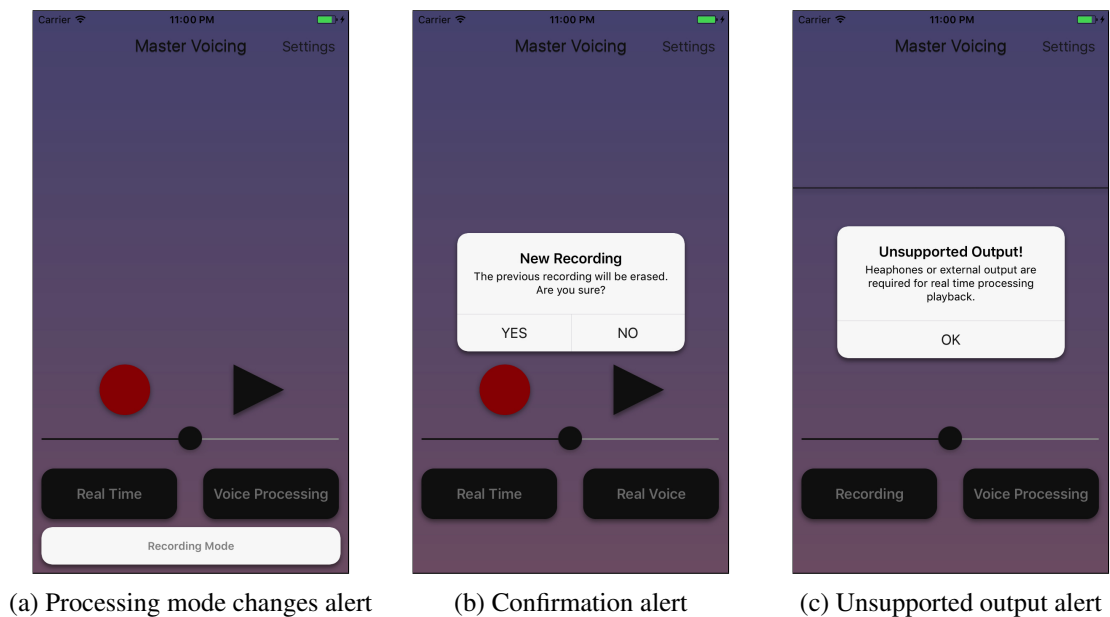 Carrier 11:00 PM
Master Voicing Settings
Real Time Voice Processing
Recording Mode
(a) Processing mode changes alert
Carrier 11:00 PM
Master Voicing Settings
New Recording
The previous recording will be erased.
Are you sure?
YES NO
Real Time Real Voice
(b) Confirmation alert
Carrier 11:00 PM
Master Voicing Settings
Unsupported Output!
Heaphones or external output are
required for real time processing
playback.
OK
Recording Voice Processing
(c) Unsupported output alert